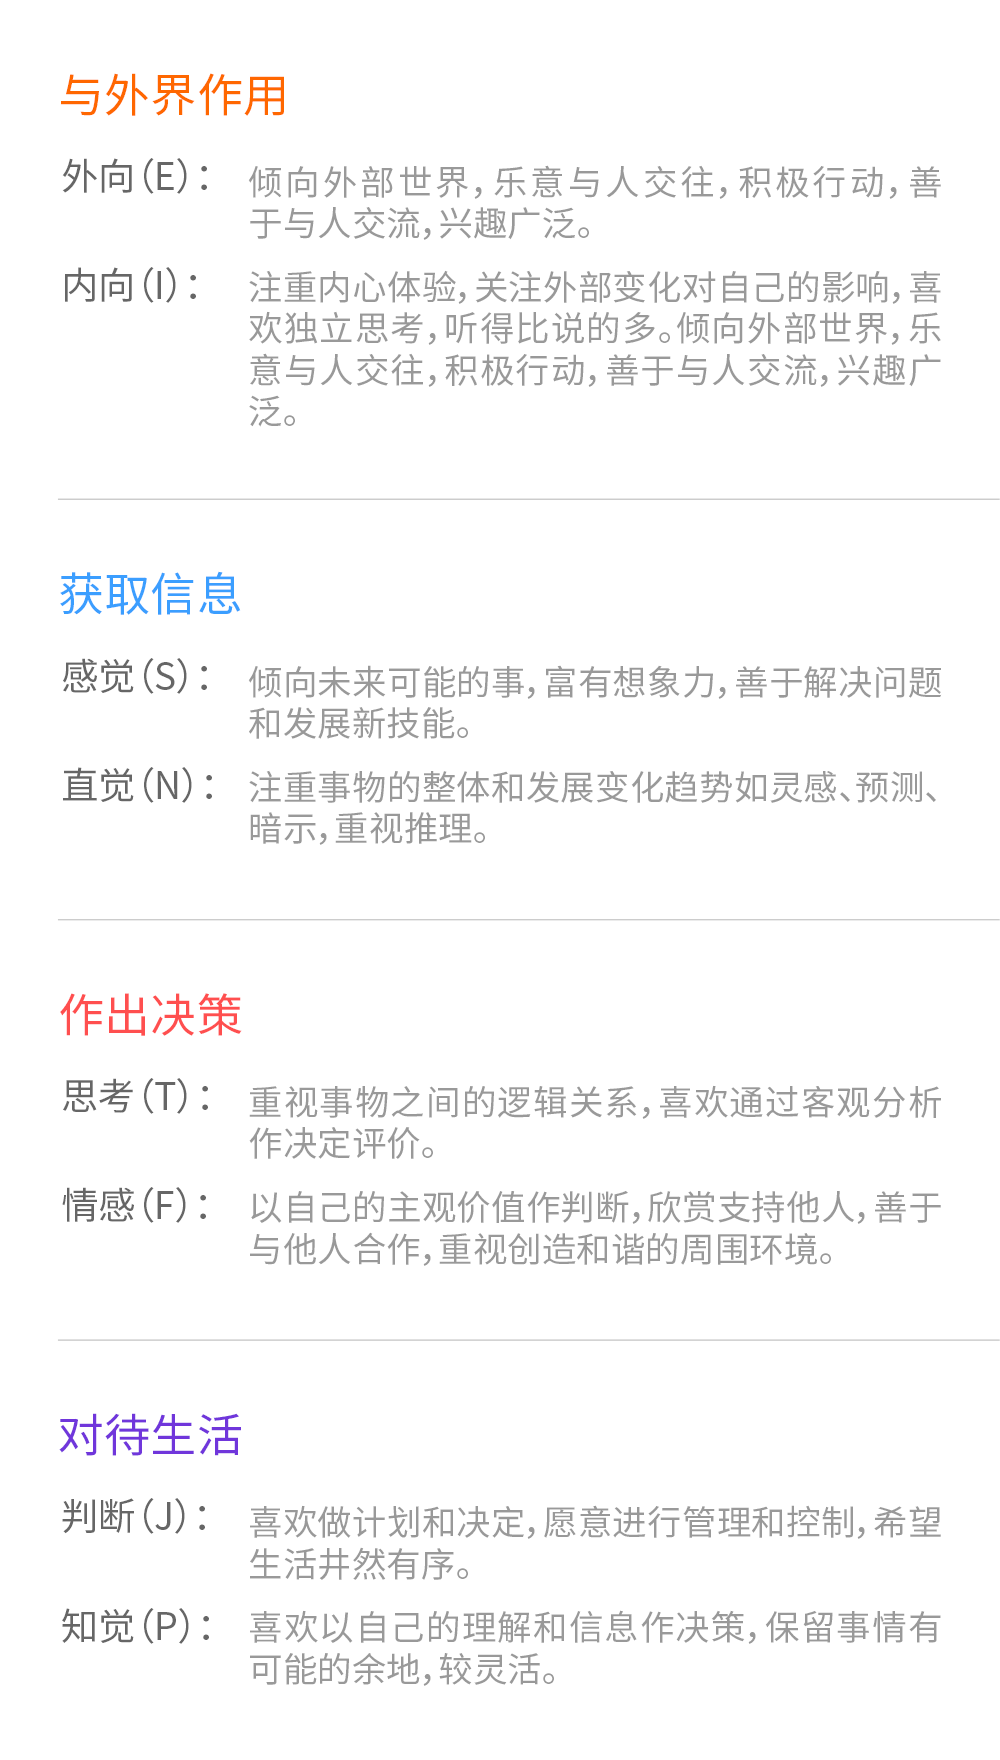 与外界作用
外向(E)： 倾向外部世界，乐意与人交往，积极行动，善
于与人交流，兴趣广泛。
内向(I)： 注重内心体验，关注外部变化对自己的影响，喜
欢独立思考，听得比说的多。倾向外部世界，乐
意与人交往，积极行动，善于与人交流，兴趣广
泛。
获取信息
感觉(S)： 倾向未来可能的事，富有想象力，善于解决问题
和发展新技能。
直觉(N)： 注重事物的整体和发展变化趋势如灵感、预测、
暗示，重视推理。
作出决策
思考(T)： 重视事物之间的逻辑关系，喜欢通过客观分析
作决定评价。
情感(F)： 以自己的主观价值作判断，欣赏支持他人，善于
与他人合作，重视创造和谐的周围环境。
对待生活
判断(J)： 喜欢做计划和决定，愿意进行管理和控制，希望
生活井然有序。
知觉(P)： 喜欢以自己的理解和信息作决策，保留事情有
可能的余地，较灵活。